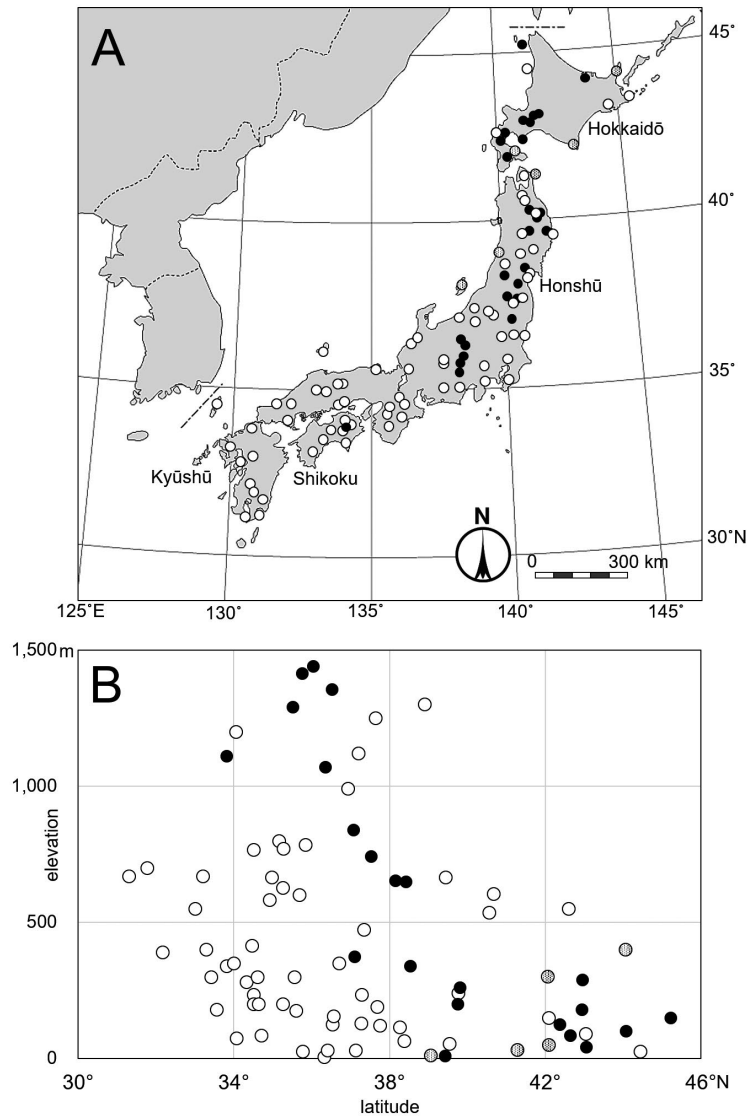 A
45˚
Hokkaidō
40˚
Honshū
35˚
Kyūshū
Shikoku
N
0 300 km
30˚N
125˚E 130˚ 135˚ 140˚ 145˚
B
1,500 m
1,000
elevation
500
0
30° 34° 38° 42° 46°N
latitude